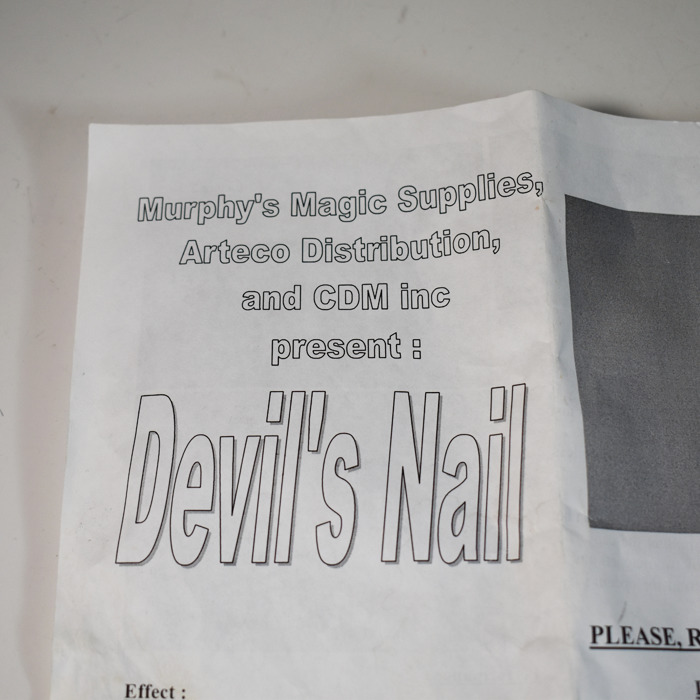 Murphy's Magic Supplies,
Arteco Distribution,
and CDM inc
present :
Devil's Nail
Effect :
PLEASE, R